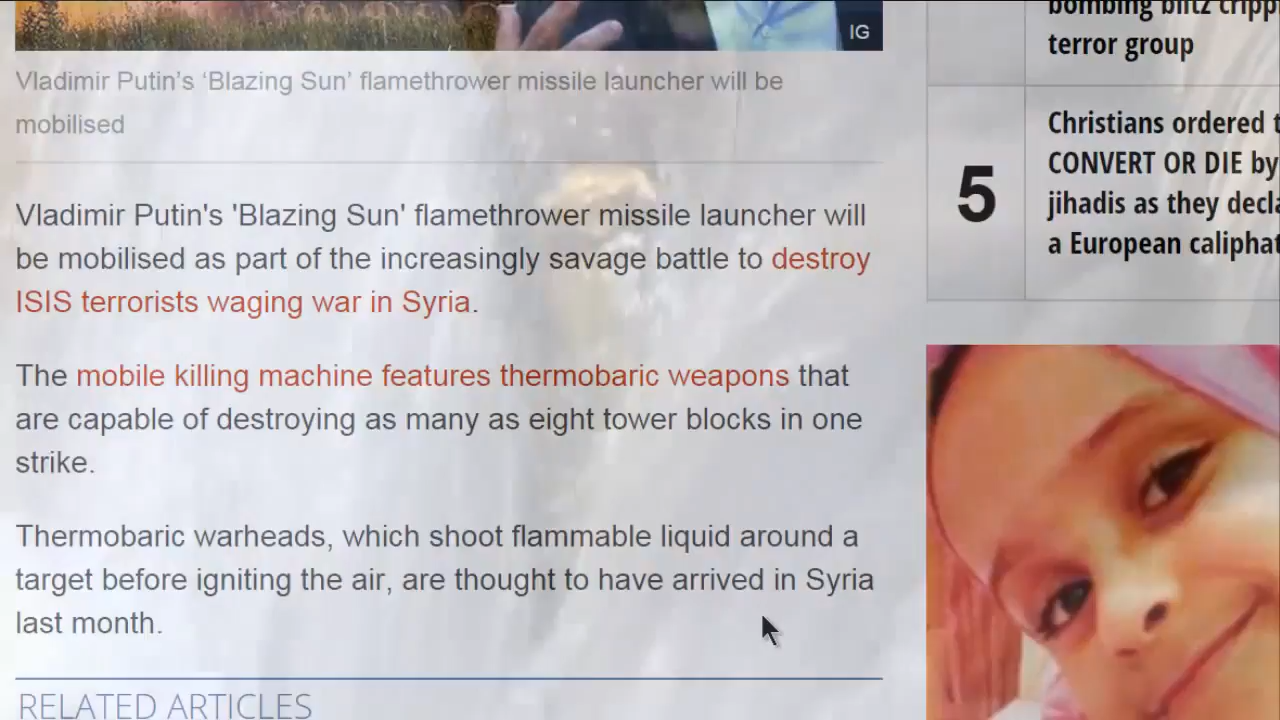 IG
Vladimir Putin’s ‘Blazing Sun’ flamethrower missile launcher will be
mobilised
Vladimir Putin's 'Blazing Sun' flamethrower missile launcher will
be mobilised as part of the increasingly savage battle to destroy
ISIS terrorists waging war in Syria.
The mobile killing machine features thermobaric weapons that
are capable of destroying as many as eight tower blocks in one
strike.
Thermobaric warheads, which shoot flammable liquid around a
target before igniting the air, are thought to have arrived in Syria
last month.
RELATED ARTICLES
bombing blitz
terror group
5
Christians ordered
CONVERT OR DIE by
jihadis as they
a European